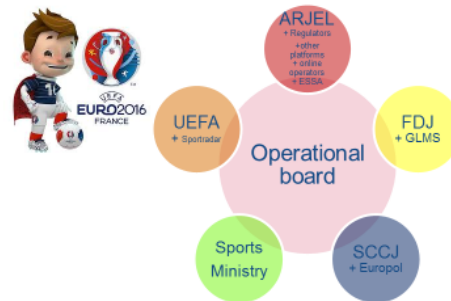 ARJEL
+ Regulators
+other
platforms
+ online
operators
+ ESSA
UEFA
EURO2016
FRANCE
UEFA
+ Sportradar
FDJ
+ GLMS
Operational
board
Sports
Ministry
SCCJ
+ Europol